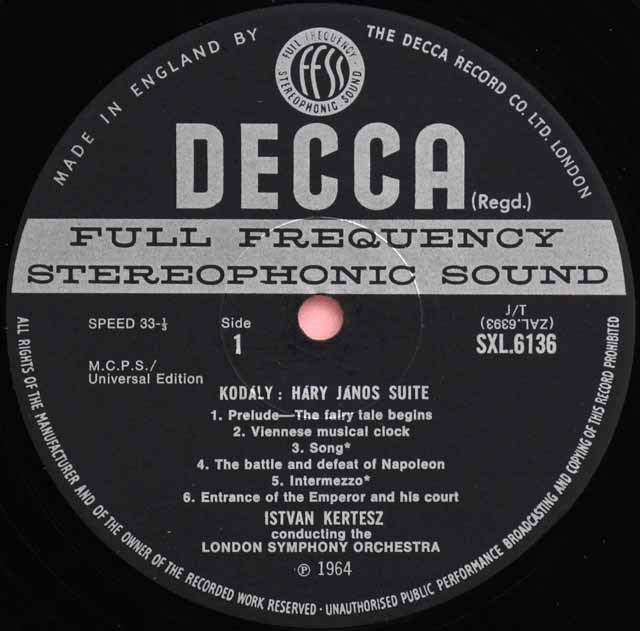 MADE IN ENGLAND BY
THE DECCA RECORD CO. LTD. LONDON
FULL FREQUENCY
FFSS
STEREOPHONIC SOUND
DECCA
(Regd.)
FULL FREQUENCY
STEREOPHONIC SOUND
SPEED 33-⅓
Side
1
J/T
(ZAL.6393)
SXL.6136
M.C.P.S./
Universal Edition
KODÁLY : HÁRY JÁNOS SUITE
1. Prelude—The fairy tale begins
2. Viennese musical clock
3. Song*
4. The battle and defeat of Napoleon
5. Intermezzo*
6. Entrance of the Emperor and his court
ISTVAN KERTESZ
conducting the
LONDON SYMPHONY ORCHESTRA
℗ 1964
ALL RIGHTS OF THE MANUFACTURER AND OF THE OWNER OF THE RECORDED WORK RESERVED · UNAUTHORISED PUBLIC PERFORMANCE BROADCASTING AND COPYING OF THIS RECORD PROHIBITED